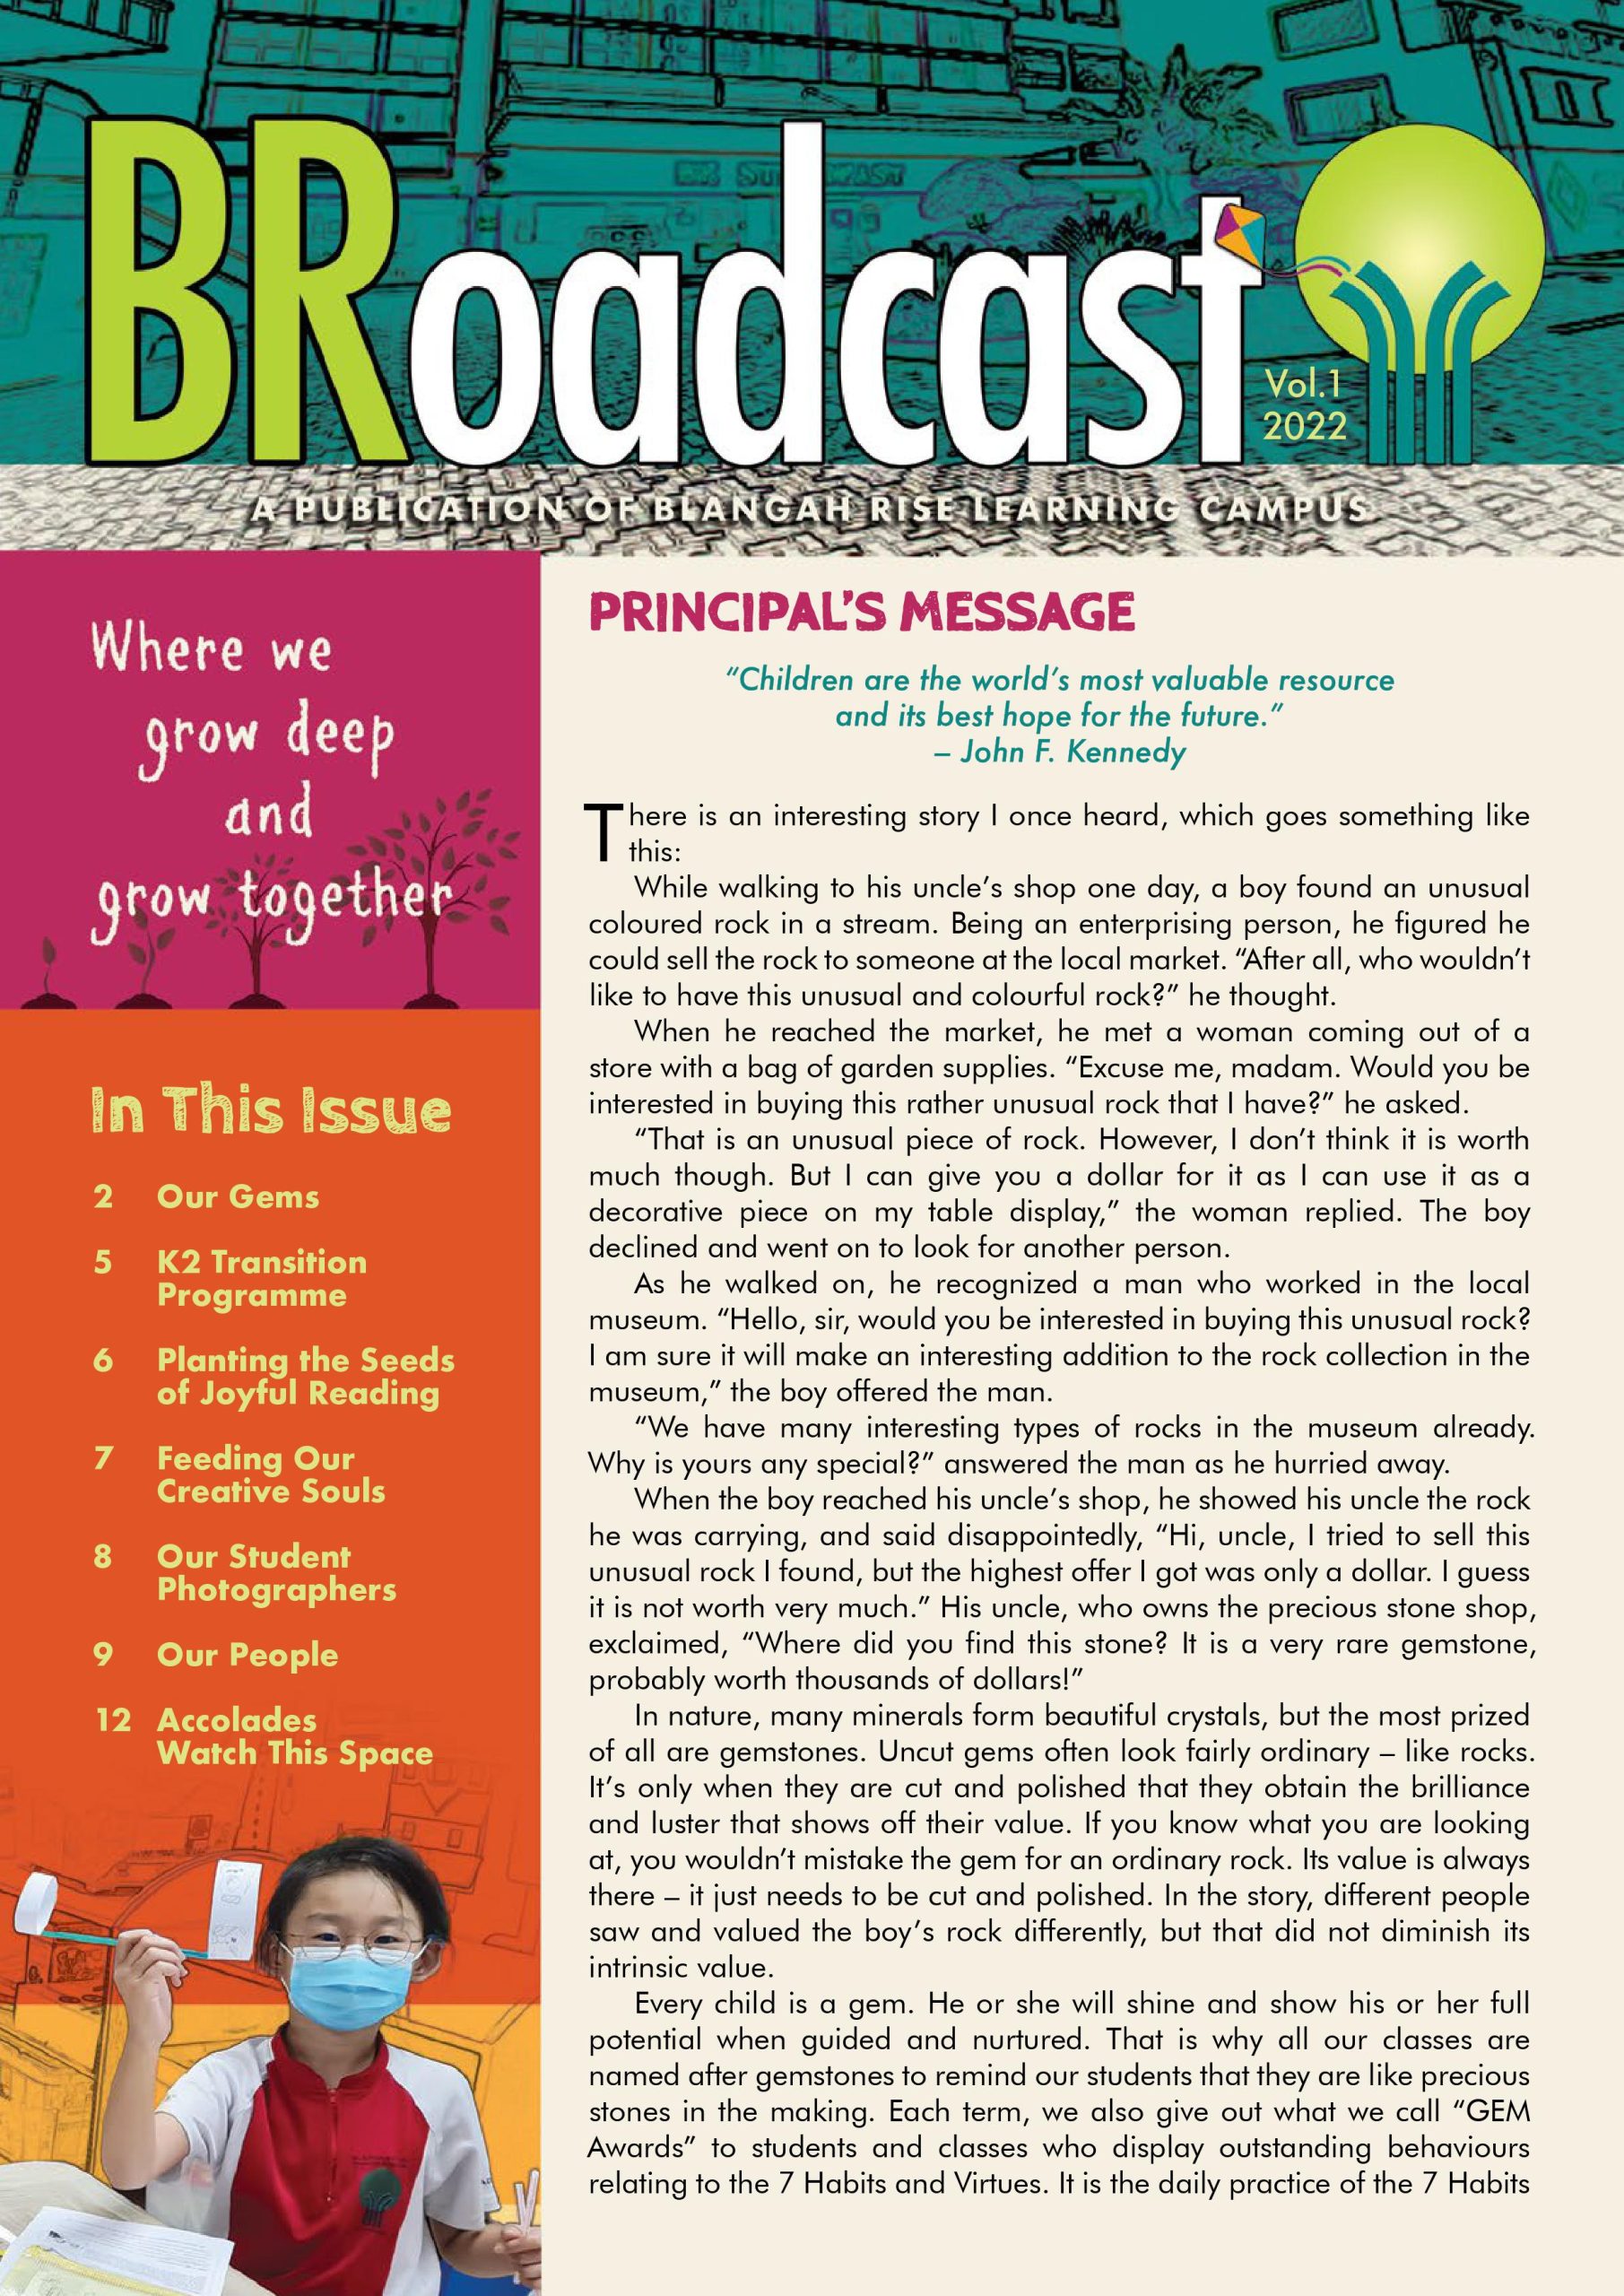 BRoadcast
Vol.1
2022
A PUBLICATION OF BLANGAH RISE LEARNING CAMPUS
Where we
grow deep
and
grow together
In This Issue
2 Our Gems
5 K2 Transition
Programme
6 Planting the Seeds
of Joyful Reading
7 Feeding Our
Creative Souls
8 Our Student
Photographers
9 Our People
12 Accolades
Watch This Space
PRINCIPAL'S MESSAGE
“Children are the world's most valuable resource
and its best hope for the future.”
– John F. Kennedy
There is an interesting story I once heard, which goes something like
this:
While walking to his uncle's shop one day, a boy found an unusual
coloured rock in a stream. Being an enterprising person, he figured he
could sell the rock to someone at the local market. “After all, who wouldn't
like to have this unusual and colourful rock?” he thought.
When he reached the market, he met a woman coming out of a
store with a bag of garden supplies. “Excuse me, madam. Would you be
interested in buying this rather unusual rock that I have?” he asked.
“That is an unusual piece of rock. However, I don't think it is worth
much though. But I can give you a dollar for it as I can use it as a
decorative piece on my table display,” the woman replied. The boy
declined and went on to look for another person.
As he walked on, he recognized a man who worked in the local
museum. “Hello, sir, would you be interested in buying this unusual rock?
I am sure it will make an interesting addition to the rock collection in the
museum,” the boy offered the man.
“We have many interesting types of rocks in the museum already.
Why is yours any special?” answered the man as he hurried away.
When the boy reached his uncle's shop, he showed his uncle the rock
he was carrying, and said disappointedly, “Hi, uncle, I tried to sell this
unusual rock I found, but the highest offer I got was only a dollar. I guess
it is not worth very much.” His uncle, who owns the precious stone shop,
exclaimed, “Where did you find this stone? It is a very rare gemstone,
probably worth thousands of dollars!”
In nature, many minerals form beautiful crystals, but the most prized
of all are gemstones. Uncut gems often look fairly ordinary – like rocks.
It's only when they are cut and polished that they obtain the brilliance
and luster that shows off their value. If you know what you are looking
at, you wouldn't mistake the gem for an ordinary rock. Its value is always
there – it just needs to be cut and polished. In the story, different people
saw and valued the boy's rock differently, but that did not diminish its
intrinsic value.
Every child is a gem. He or she will shine and show his or her full
potential when guided and nurtured. That is why all our classes are
named after gemstones to remind our students that they are like precious
stones in the making. Each term, we also give out what we call “GEM
Awards” to students and classes who display outstanding behaviours
relating to the 7 Habits and Virtues. It is the daily practice of the 7 Habits